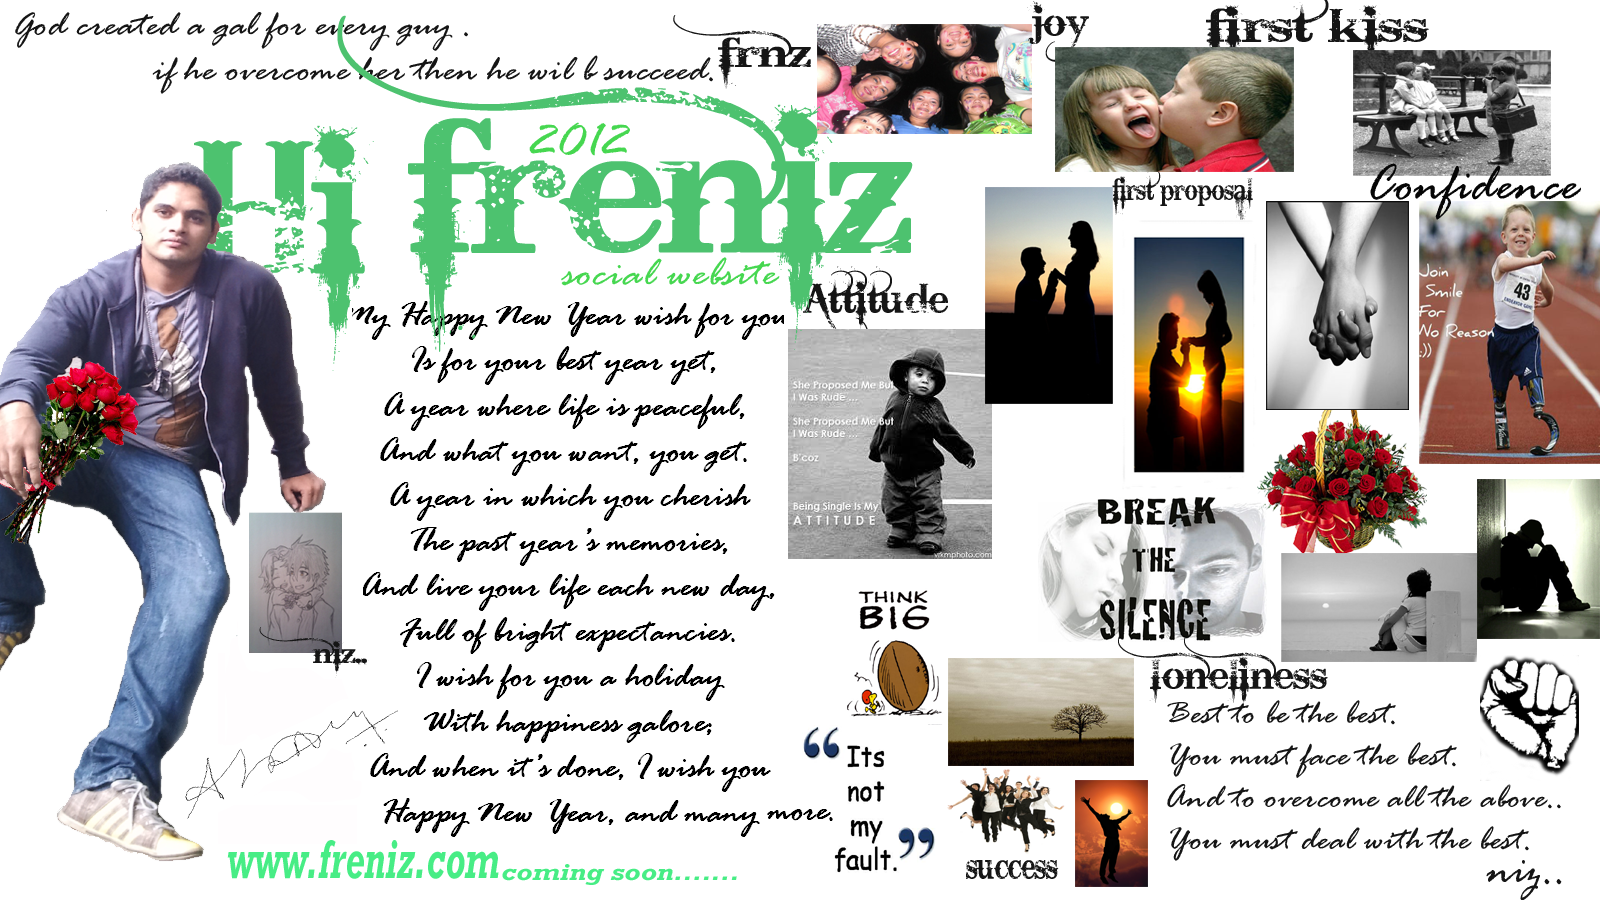 God created a gal for every guy .
if he overcome her then he wil b succeed.
frnz
joy
first kiss
Hi freniz
2012
social website
first proposal
Confidence
Join
Smile
For
No Reason
:))
43
My Happy New Year wish for you
Is for your best year yet,
A year where life is peaceful,
And what you want, you get.
A year in which you cherish
The past year's memories,
And live your life each new day,
Full of bright expectancies.
I wish for you a holiday
With happiness galore;
And when it's done, I wish you
Happy New Year, and many more.
niz...
www.freniz.com coming soon.......
Attitude
She Proposed Me But
I Was Rude ...
She Proposed Me But
I Was Rude ...
B'coz
Being Single Is My
ATTITUDE
vikmphoto.com
BREAK
THE
SILENCE
THINK
BIG
“Its
not
my
fault.”
success
loneliness
Best to be the best.
You must face the best.
And to overcome all the above..
You must deal with the best.
niz..